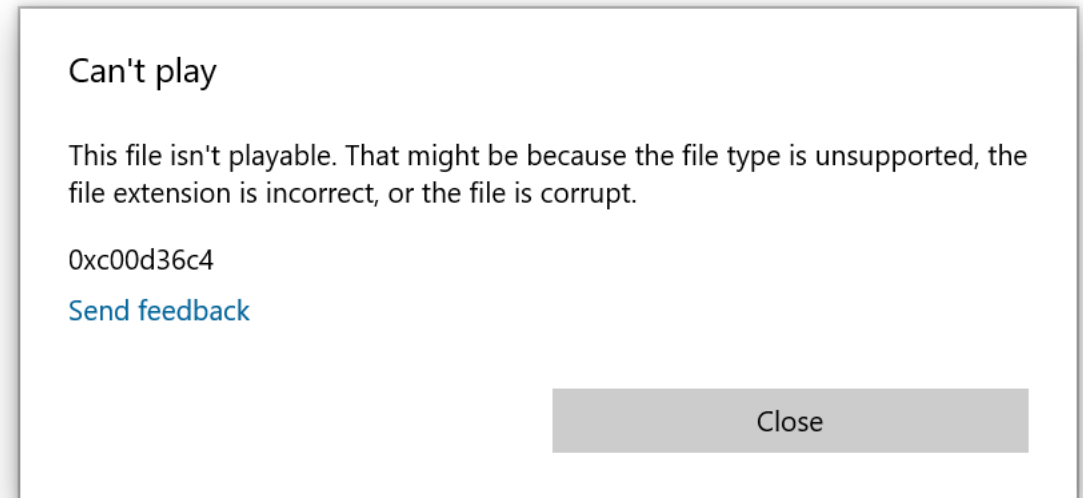 Can't play
This file isn't playable. That might be because the file type is unsupported, the
file extension is incorrect, or the file is corrupt.
0xc00d36c4
Send feedback
Close